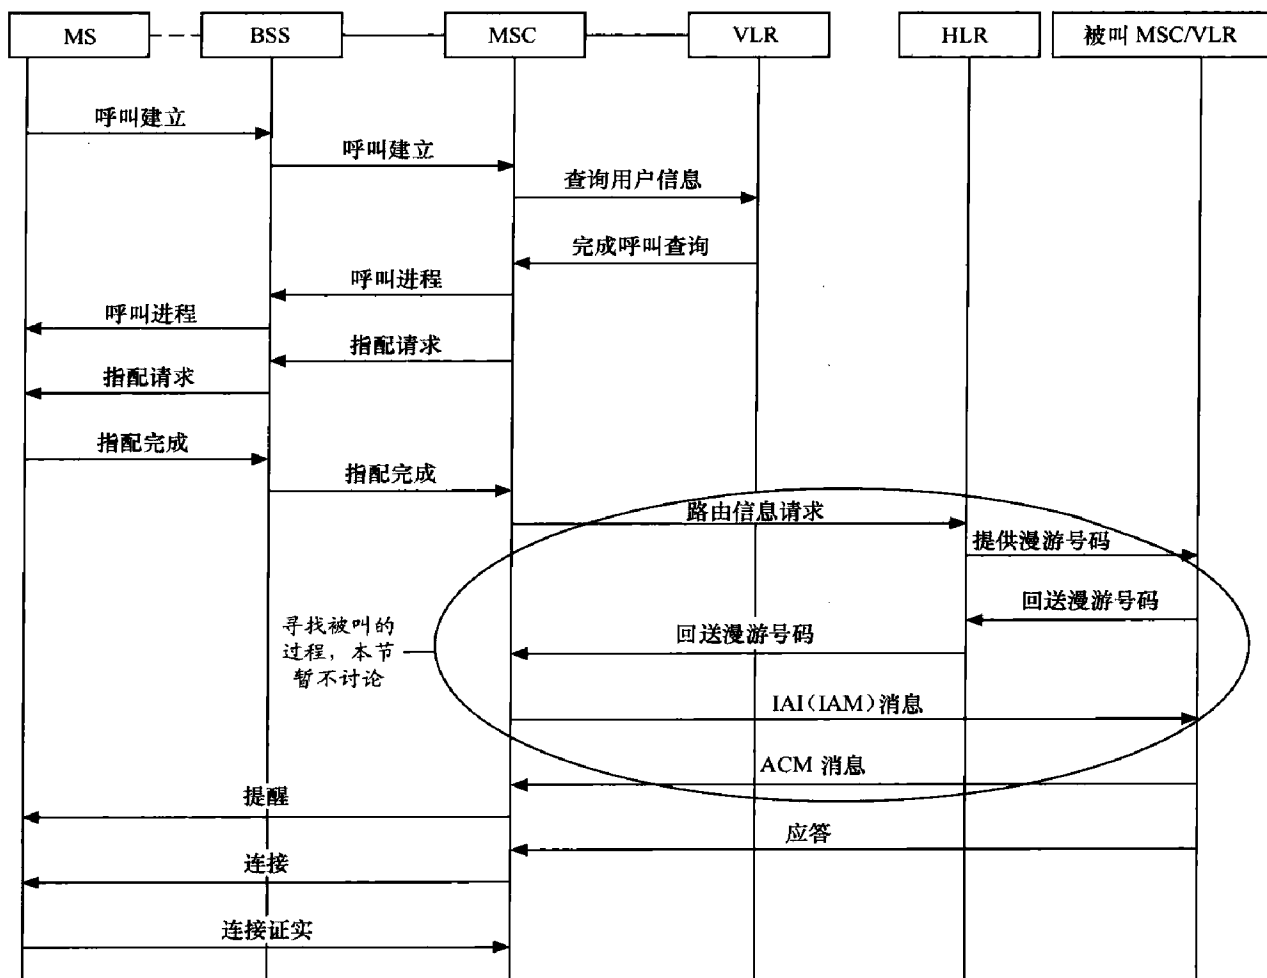 MS
BSS
MSC
VLR
HLR
被叫 MSC/VLR
呼叫建立
呼叫建立
查询用户信息
完成呼叫查询
呼叫进程
呼叫进程
指配请求
指配请求
指配完成
指配完成
路由信息请求
提供漫游号码
回送漫游号码
寻找被叫的
过程，本节
暂不讨论
回送漫游号码
IAI(IAM)消息
ACM 消息
提醒
应答
连接
连接证实